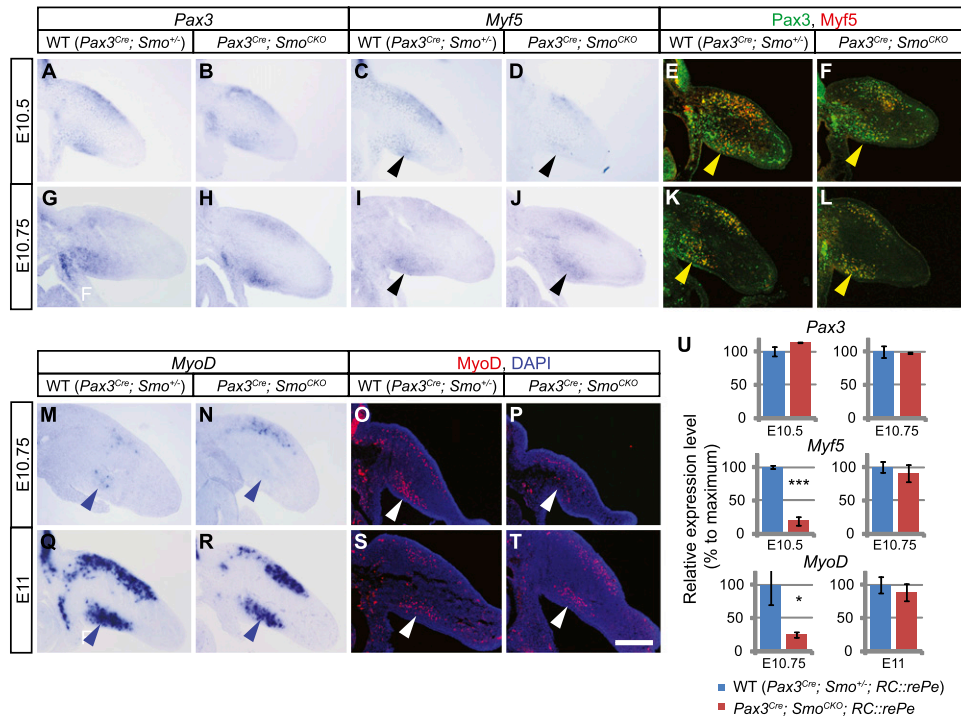 Pax3 Myf5 Pax3, Myf5
WT (Pax3Cre; Smo+/-) Pax3Cre; SmoCKO WT (Pax3Cre; Smo+/-) Pax3Cre; SmoCKO WT (Pax3Cre; Smo+/-) Pax3Cre; SmoCKO
E10.5
A B C D E F
E10.75
G H I J K L
F
MyoD MyoD, DAPI
WT (Pax3Cre; Smo+/-) Pax3Cre; SmoCKO WT (Pax3Cre; Smo+/-) Pax3Cre; SmoCKO
E10.75
M N O P
E11
Q R S T
U
Relative expression level
(% to maximum)
Pax3
100 100
50 50
0 0
E10.5 E10.75
Myf5
100 100
50 *** 50
0 0
E10.5 E10.75
MyoD
100 100
50 * 50
0 0
E10.75 E11
WT (Pax3Cre; Smo+/-; RC::rePe)
Pax3Cre; SmoCKO; RC::rePe